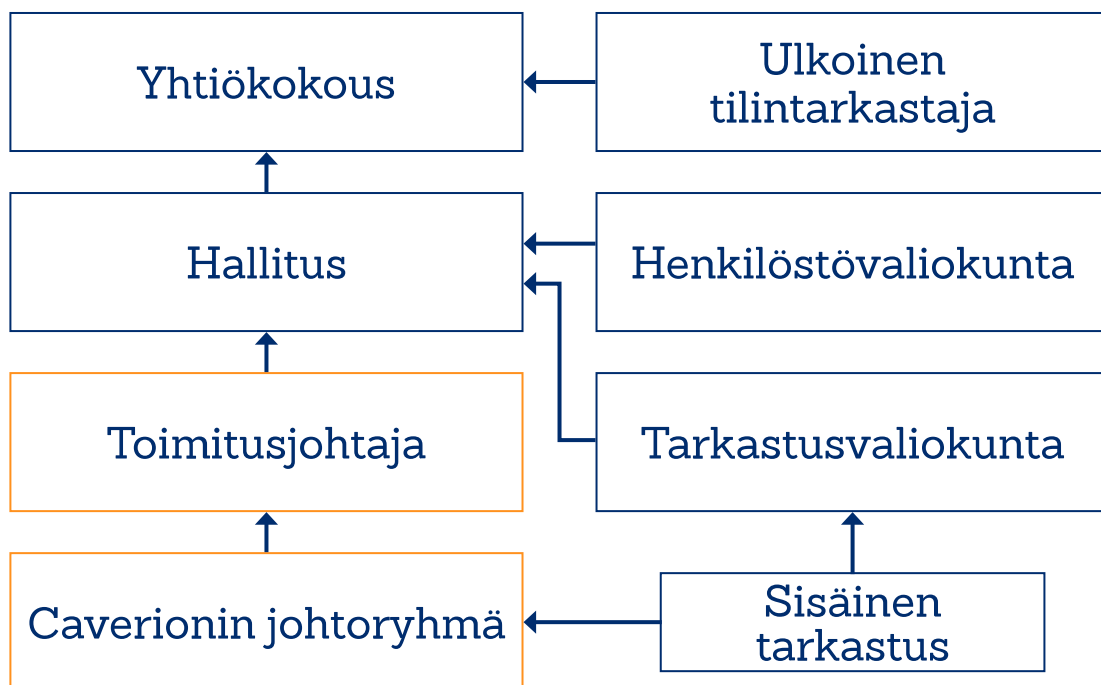 Yhtiökokous
Ulkoinen
tilintarkastaja
Hallitus
Henkilöstövaliokunta
Toimitusjohtaja
Tarkastusvaliokunta
Caverionin johtoryhmä
Sisäinen
tarkastus